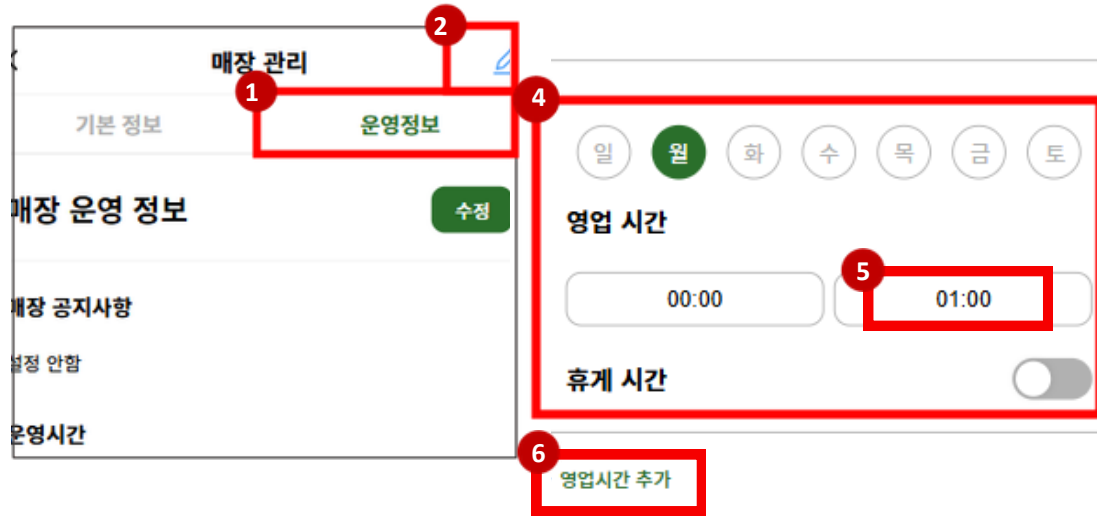 2
매장 관리
1
기본 정보
운영정보
매장 운영 정보
수정
매장 공지사항
설정 안함
운영시간
4
일 월 화 수 목 금 토
영업 시간
5
00:00
01:00
휴게 시간
6
영업시간 추가